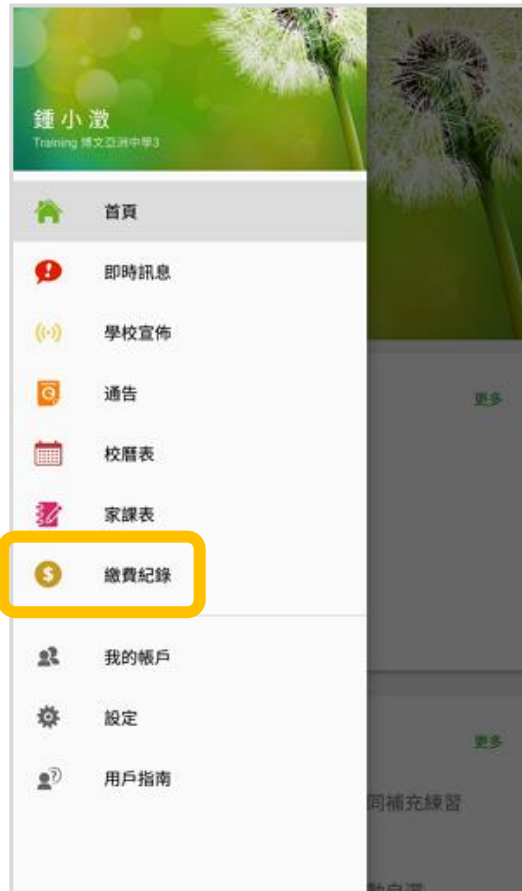 鍾小澂
Training 博文亞洲中學3
首頁
即時訊息
學校宣佈
通告
更多
校曆表
家課表
繳費紀錄
我的帳戶
設定
更多
用戶指南
同補充練習